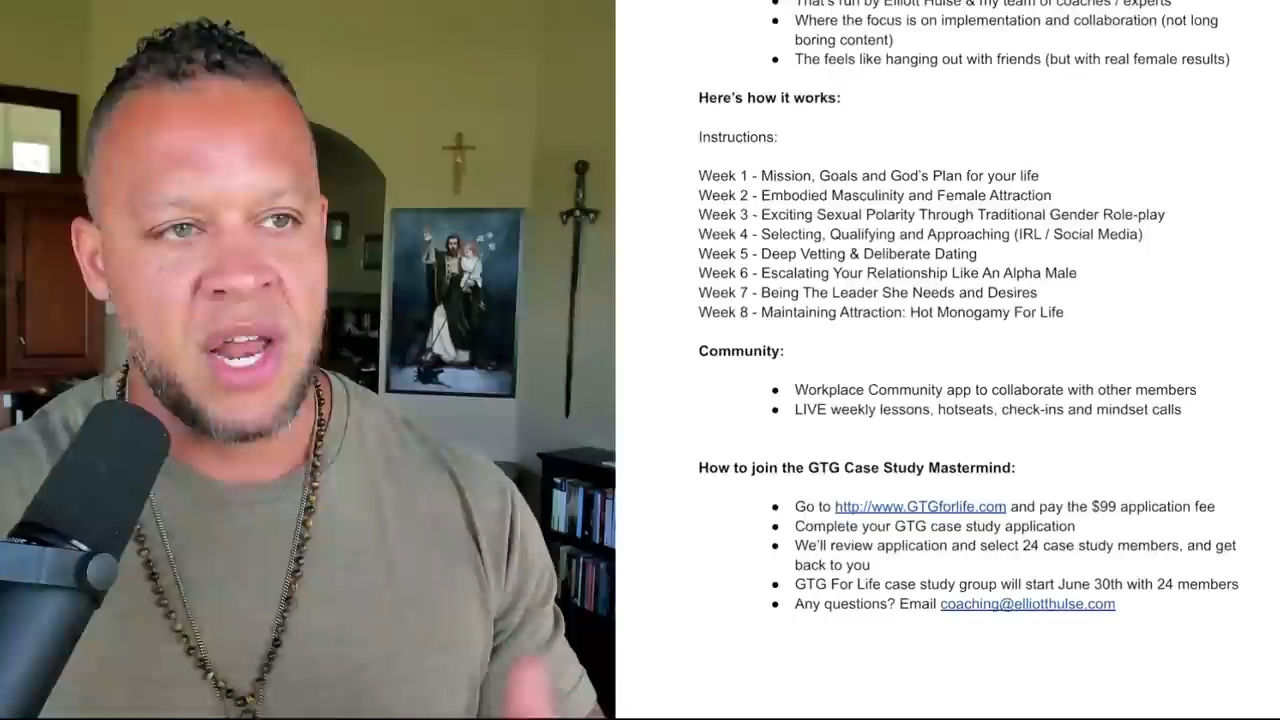 That's run by Elliott Hulse & my team of coaches / experts
Where the focus is on implementation and collaboration (not long
boring content)
The feels like hanging out with friends (but with real female results)
Here's how it works:
Instructions:
Week 1 - Mission, Goals and God's Plan for your life
Week 2 - Embodied Masculinity and Female Attraction
Week 3 - Exciting Sexual Polarity Through Traditional Gender Role-play
Week 4 - Selecting, Qualifying and Approaching (IRL / Social Media)
Week 5 - Deep Vetting & Deliberate Dating
Week 6 - Escalating Your Relationship Like An Alpha Male
Week 7 - Being The Leader She Needs and Desires
Week 8 - Maintaining Attraction: Hot Monogamy For Life
Community:
Workplace Community app to collaborate with other members
LIVE weekly lessons, hotseats, check-ins and mindset calls
How to join the GTG Case Study Mastermind:
Go to http://www.GTGforlife.com and pay the $99 application fee
Complete your GTG case study application
We'll review application and select 24 case study members, and get
back to you
GTG For Life case study group will start June 30th with 24 members
Any questions? Email coaching@elliotthulse.com